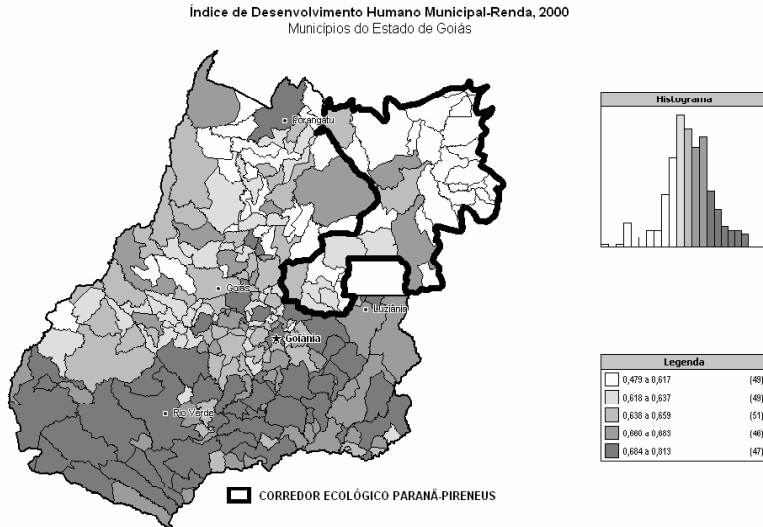 Índice de Desenvolvimento Humano Municipal-Renda, 2000
Municípios do Estado de Goiás
Histograma
Porangatu
Goiás
Luziânia
Goiânia
Rio Verde
Legenda
0,479 a 0,617 (49)
0,618 a 0,637 (49)
0,638 a 0,659 (51)
0,660 a 0,683 (46)
0,684 a 0,813 (47)
CORREDOR ECOLÓGICO PARANÃ-PIRENEUS